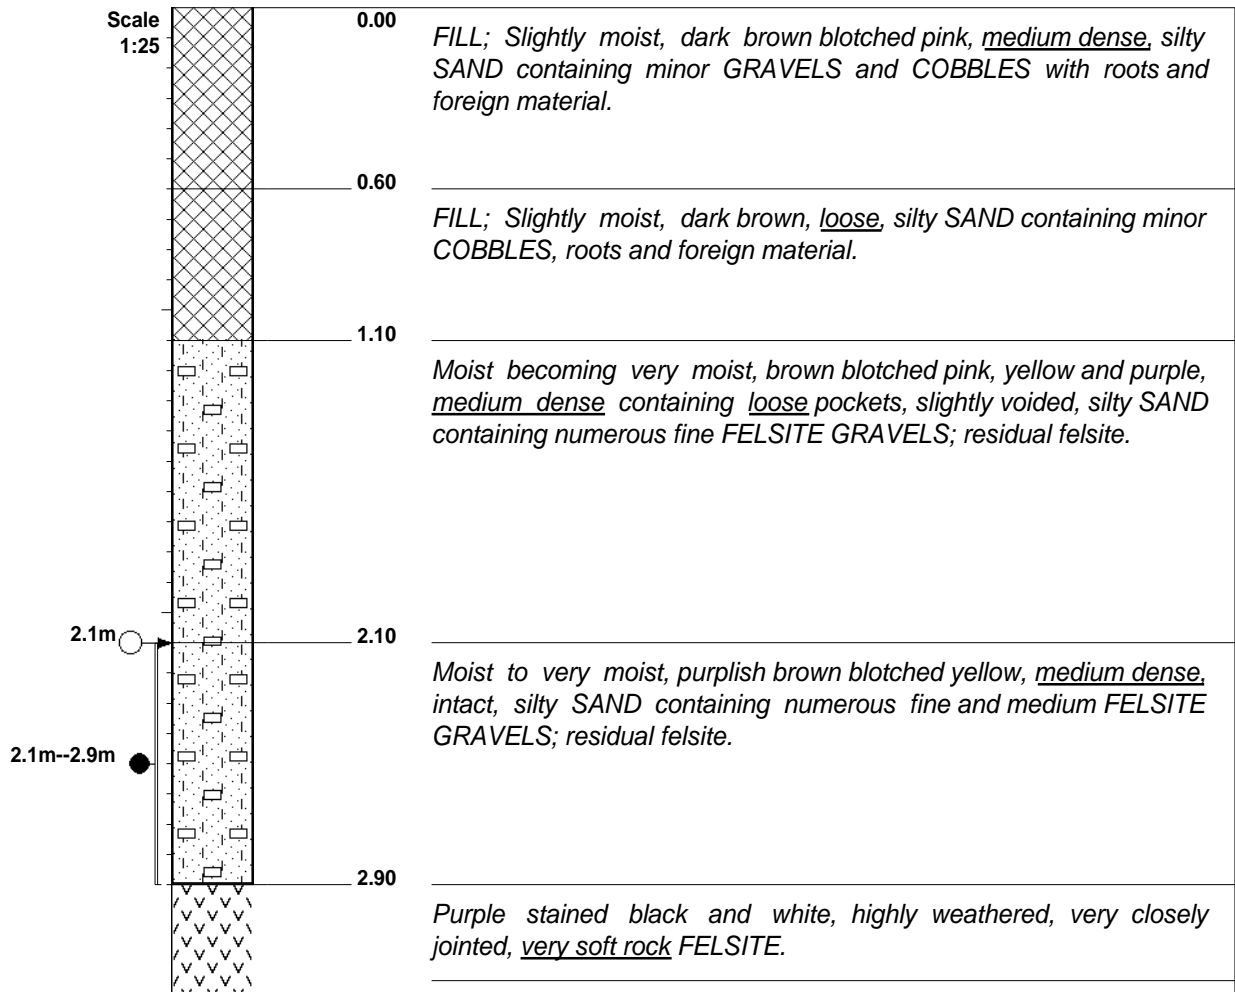 Scale
1:25
0.00
FILL; Slightly moist, dark brown blotched pink, medium dense, silty
SAND containing minor GRAVELS and COBBLES with roots and
foreign material.
0.60
FILL; Slightly moist, dark brown, loose, silty SAND containing minor
COBBLES, roots and foreign material.
1.10
Moist becoming very moist, brown blotched pink, yellow and purple,
medium dense containing loose pockets, slightly voided, silty SAND
containing numerous fine FELSITE GRAVELS; residual felsite.
2.1m
2.10
Moist to very moist, purplish brown blotched yellow, medium dense,
intact, silty SAND containing numerous fine and medium FELSITE
GRAVELS; residual felsite.
2.1m--2.9m
2.90
Purple stained black and white, highly weathered, very closely
jointed, very soft rock FELSITE.